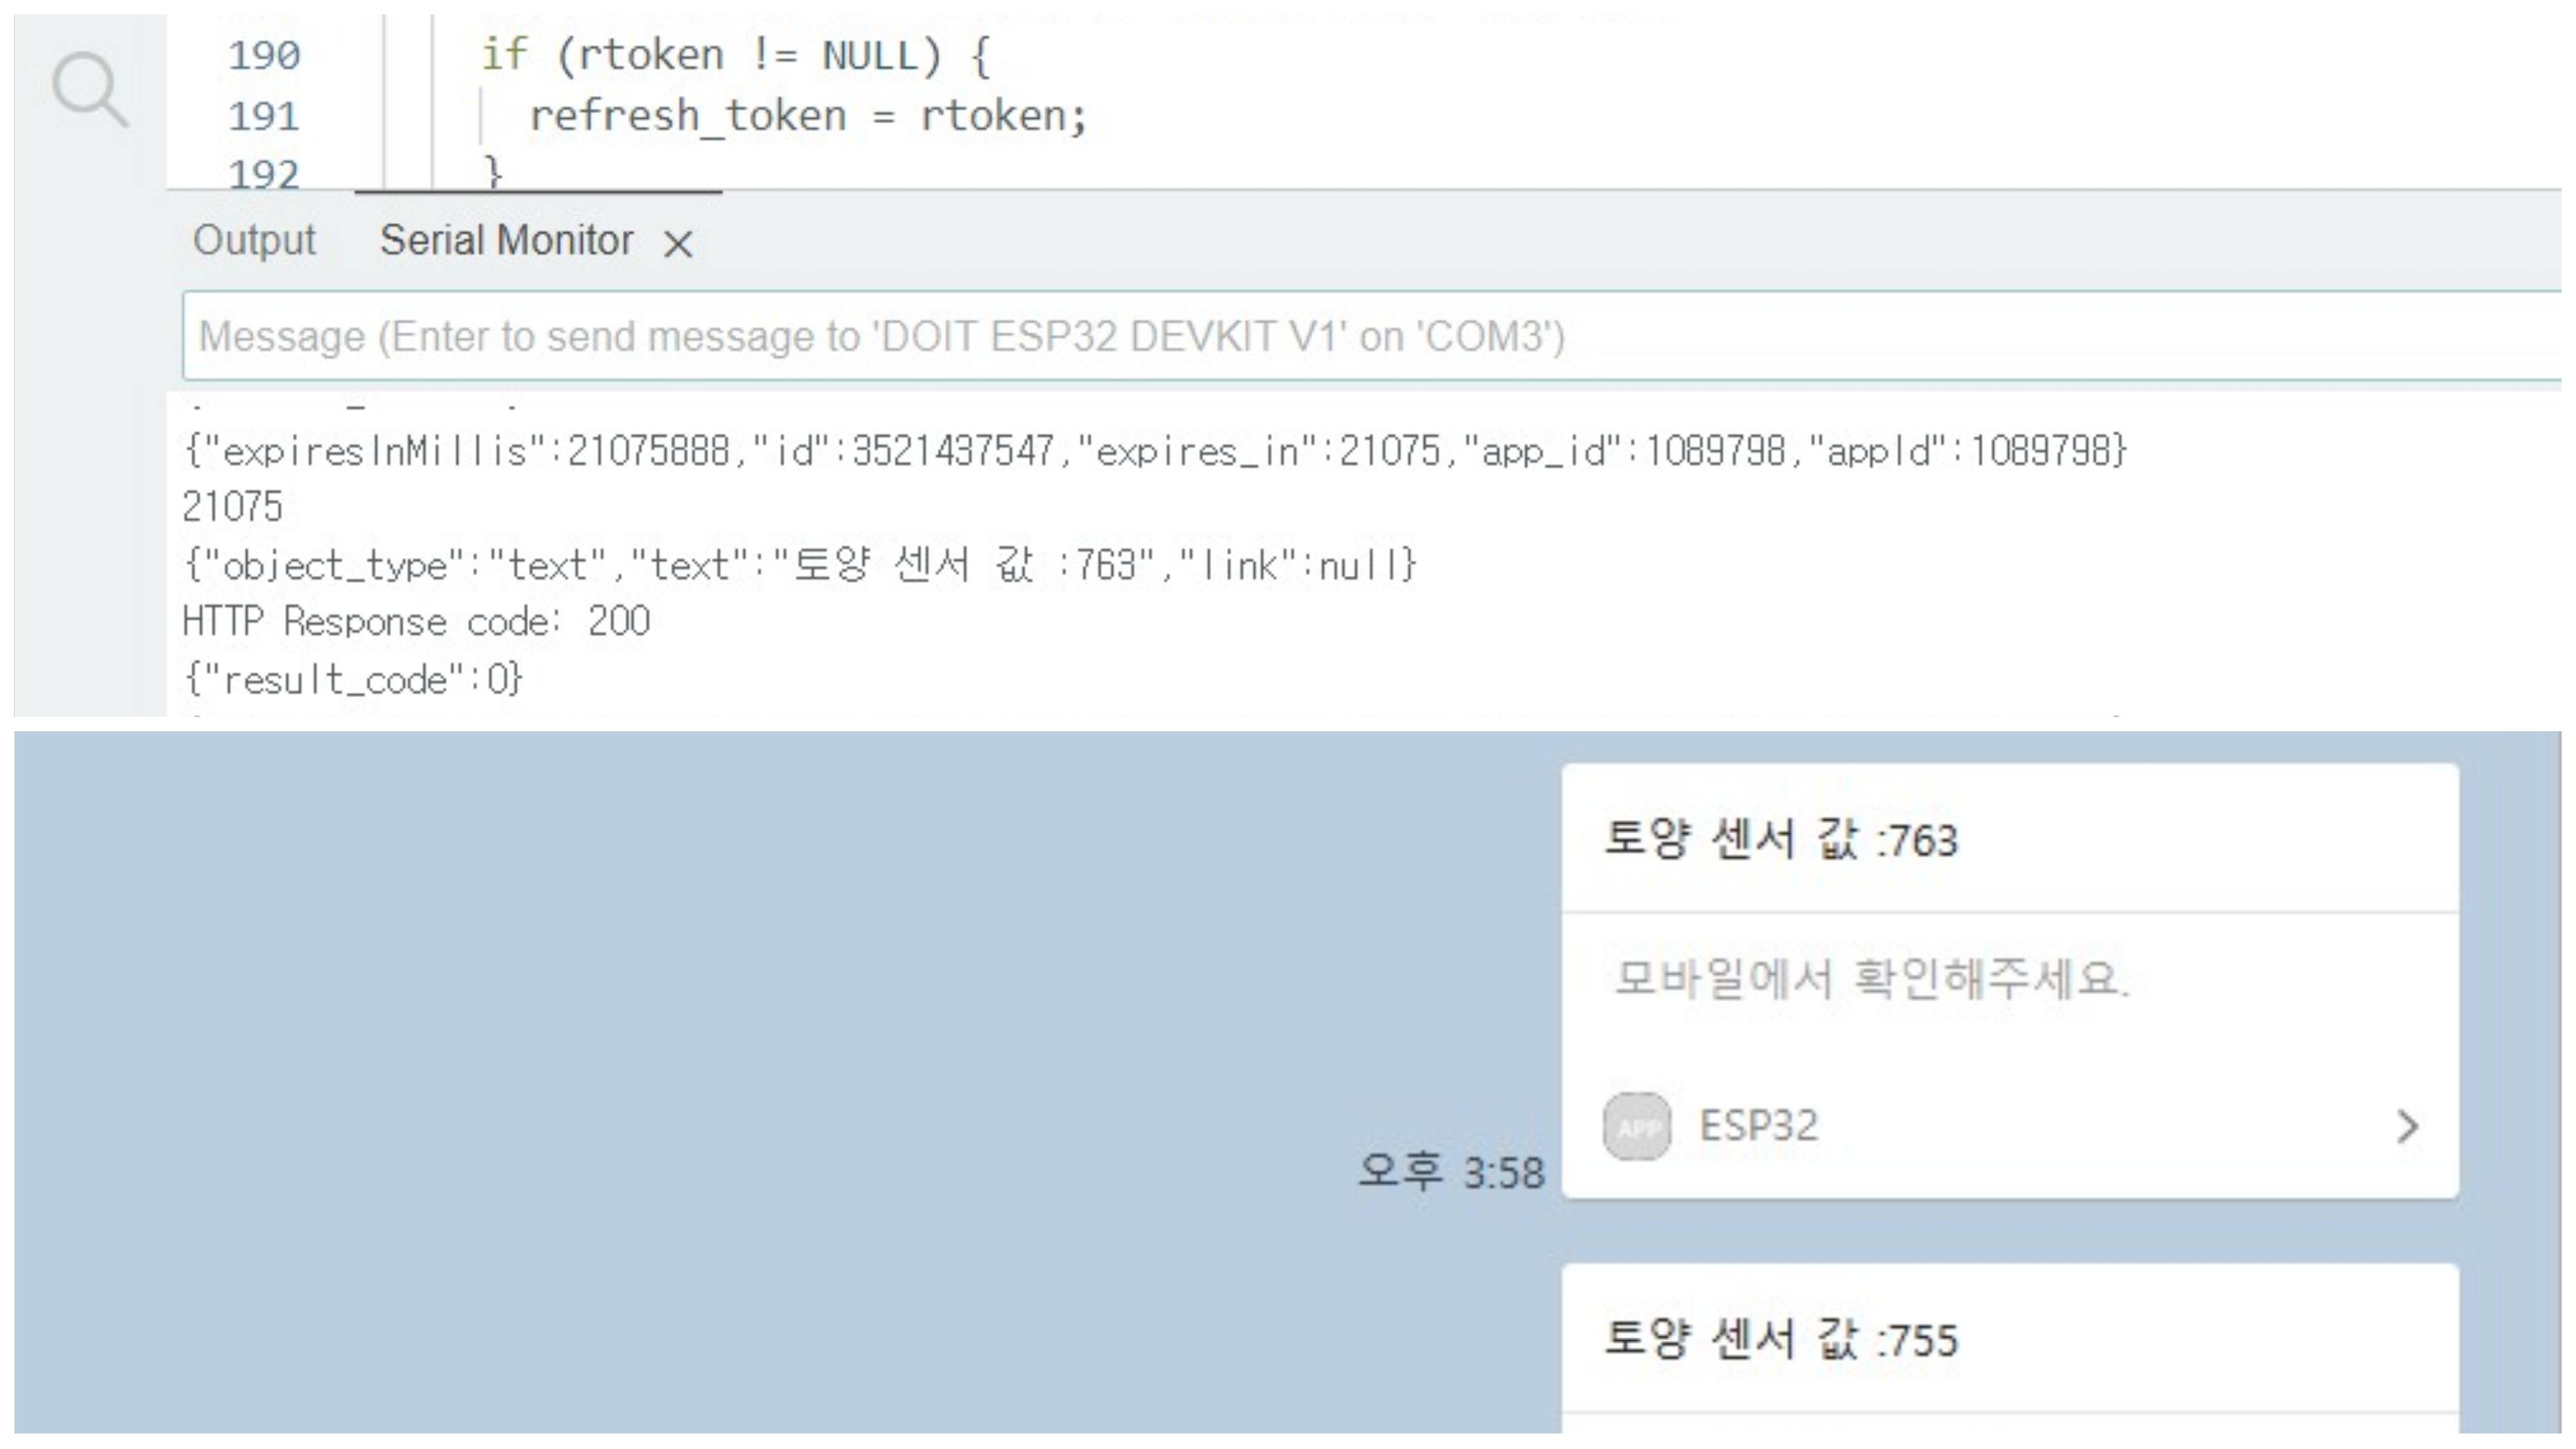 190 if (rtoken != NULL) {
191 refresh_token = rtoken;
192 }
Output Serial Monitor ×
Message (Enter to send message to 'DOIT ESP32 DEVKIT V1' on 'COM3')
{"expiresInMillis":21075888,"id":3521437547,"expires_in":21075,"app_id":1089798,"appId":1089798}
21075
{"object_type":"text","text":"토양 센서 값 :763","link":null}
HTTP Response code: 200
{"result_code":0}
토양 센서 값 :763
모바일에서 확인해주세요.
APP ESP32
오후 3:58
토양 센서 값 :755